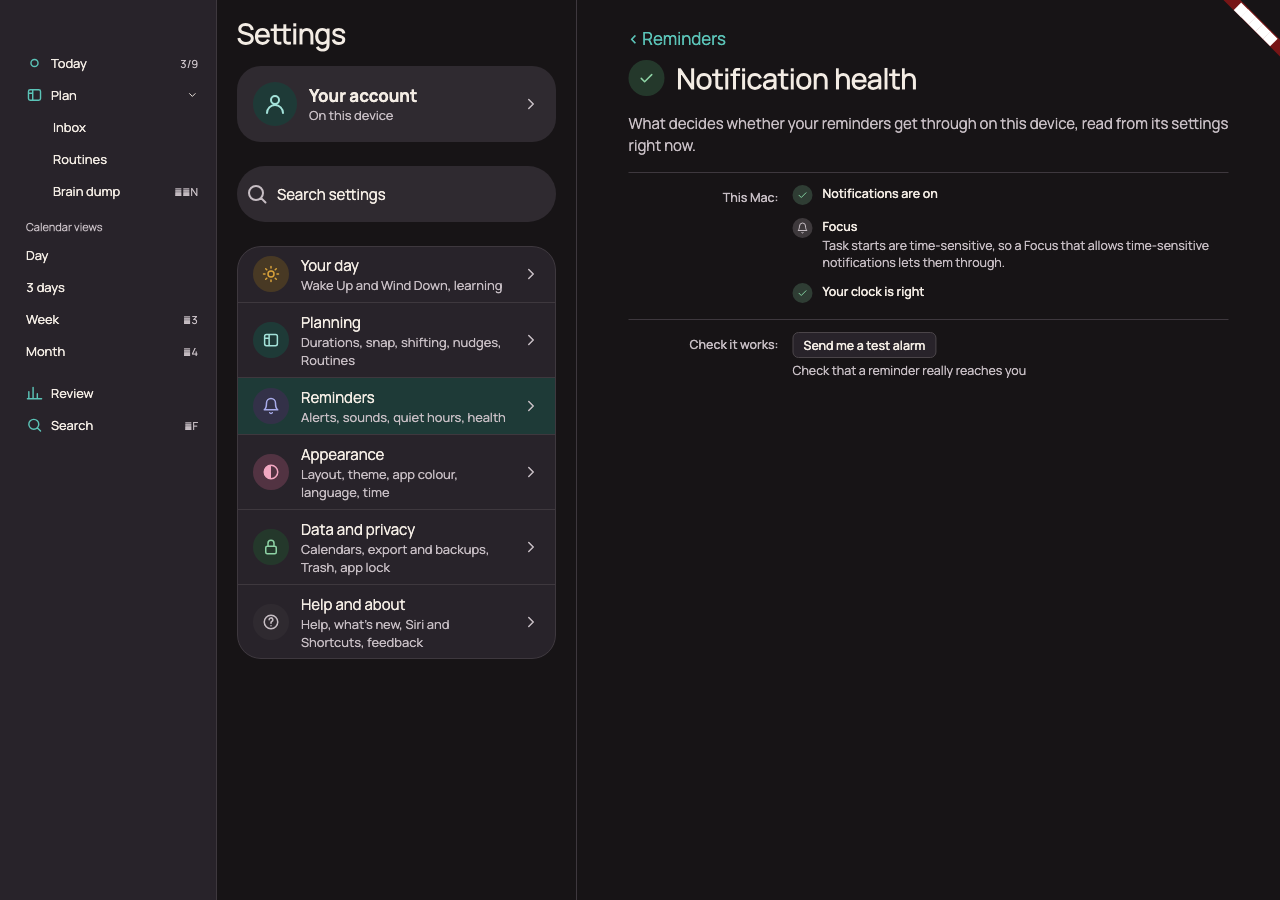 Today 3/9
Plan
Inbox
Routines
Brain dump N
Calendar views
Day
3 days
Week 3
Month 4
Review
Search F
Settings
Your account
On this device
Search settings
Your day
Wake Up and Wind Down, learning
Planning
Durations, snap, shifting, nudges,
Routines
Reminders
Alerts, sounds, quiet hours, health
Appearance
Layout, theme, app colour,
language, time
Data and privacy
Calendars, export and backups,
Trash, app lock
Help and about
Help, what's new, Siri and
Shortcuts, feedback
‹ Reminders
Notification health
What decides whether your reminders get through on this device, read from its settings
right now.
This Mac:
Notifications are on
Focus
Task starts are time-sensitive, so a Focus that allows time-sensitive
notifications lets them through.
Your clock is right
Check it works:
Send me a test alarm
Check that a reminder really reaches you